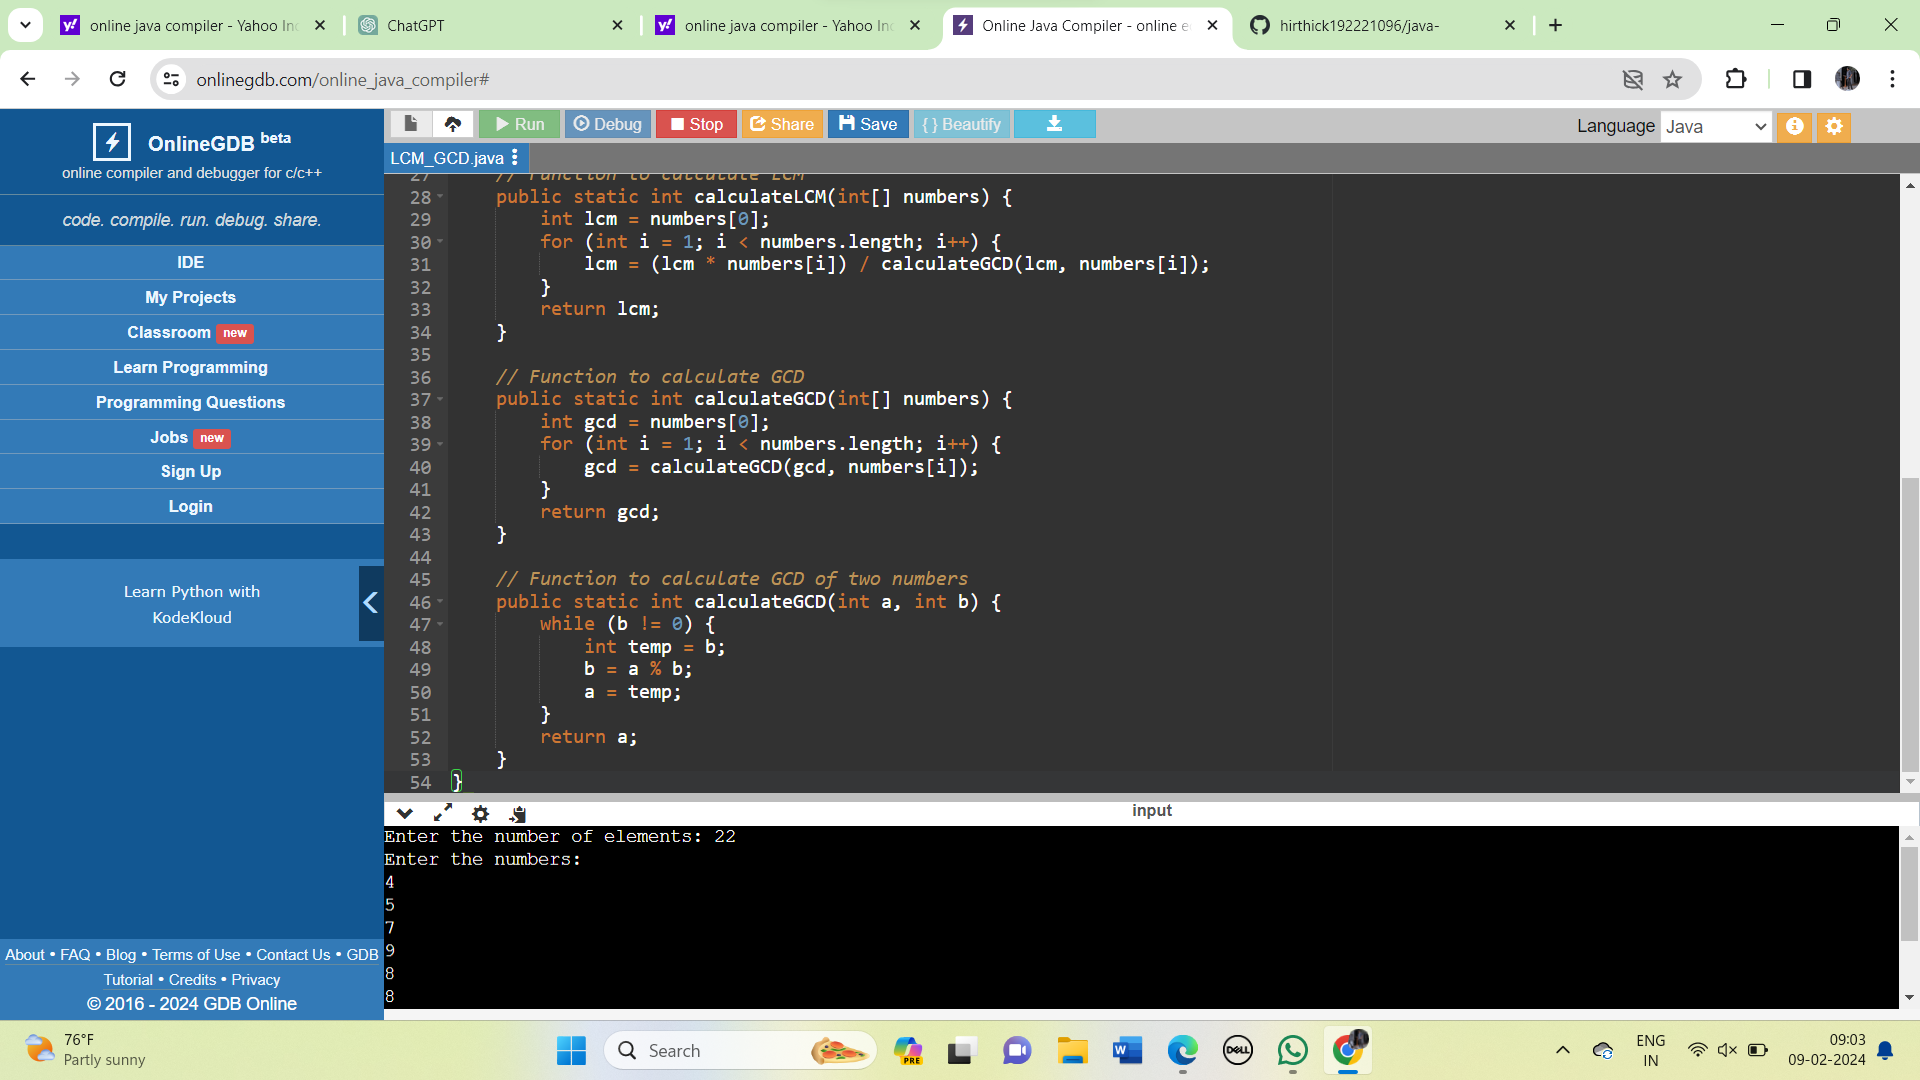 online java compiler - Yahoo In
ChatGPT
online java compiler - Yahoo In
Online Java Compiler - online e
hirthick192221096/java-
onlinegdb.com/online_java_compiler#
OnlineGDB beta
online compiler and debugger for c/c++
code. compile. run. debug. share.
IDE
My Projects
Classroom new
Learn Programming
Programming Questions
Jobs new
Sign Up
Login
Learn Python with
KodeKloud
About • FAQ • Blog • Terms of Use • Contact Us • GDB
Tutorial • Credits • Privacy
© 2016 - 2024 GDB Online
Run Debug Stop Share Save { } Beautify
Language Java
LCM_GCD.java
27 // Function to calculate LCM
28 public static int calculateLCM(int[] numbers) {
29 int lcm = numbers[0];
30 for (int i = 1; i < numbers.length; i++) {
31 lcm = (lcm * numbers[i]) / calculateGCD(lcm, numbers[i]);
32 }
33 return lcm;
34 }
35
36 // Function to calculate GCD
37 public static int calculateGCD(int[] numbers) {
38 int gcd = numbers[0];
39 for (int i = 1; i < numbers.length; i++) {
40 gcd = calculateGCD(gcd, numbers[i]);
41 }
42 return gcd;
43 }
44
45 // Function to calculate GCD of two numbers
46 public static int calculateGCD(int a, int b) {
47 while (b != 0) {
48 int temp = b;
49 b = a % b;
50 a = temp;
51 }
52 return a;
53 }
54 }
input
Enter the number of elements: 22
Enter the numbers:
4
5
7
9
8
8
76°F
Partly sunny
Search
PRE
W
DELL
ENG
IN
09:03
09-02-2024